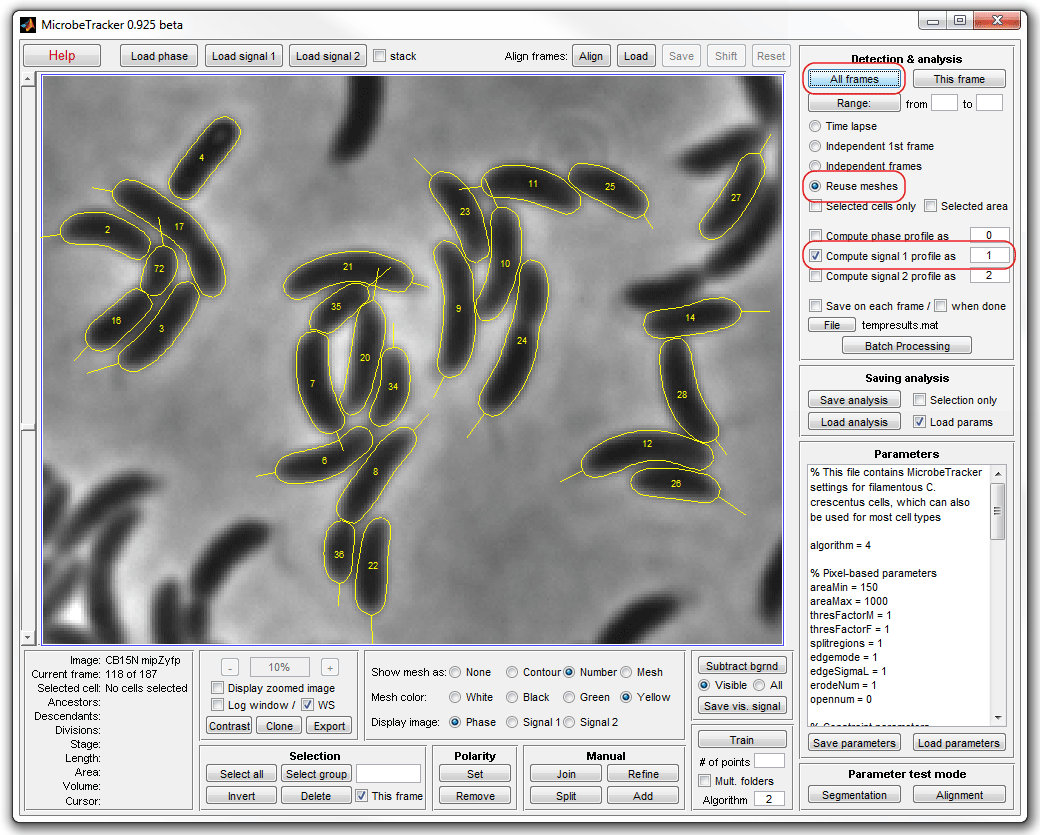 MicrobeTracker 0.925 beta
Help
Load phase
Load signal 1
Load signal 2
stack
Align frames:
Align
Load
Save
Shift
Reset
Detection & analysis
All frames
This frame
Range:
from
to
Time lapse
Independent 1st frame
Independent frames
Reuse meshes
Selected cells only
Selected area
Compute phase profile as
0
Compute signal 1 profile as
1
Compute signal 2 profile as
2
Save on each frame /
when done
File
tempresults.mat
Batch Processing
Saving analysis
Save analysis
Selection only
Load analysis
Load params
Parameters
% This file contains MicrobeTracker
settings for filamentous C.
crescentus cells, which can also
be used for most cell types
algorithm = 4
% Pixel-based parameters
areaMin = 150
areaMax = 1000
thresFactorM = 1
thresFactorF = 1
splitregions = 1
edgemode = 1
edgeSigmaL = 1
erodeNum = 1
opennum = 0
% Constraint parameters
Save parameters
Load parameters
Parameter test mode
Segmentation
Alignment
4
2
17
72
16
3
21
35
20
7
34
6
8
36
22
23
11
25
10
9
24
27
14
28
12
26
Image: CB15N mipZyfp
Current frame: 118 of 187
Selected cell: No cells selected
Ancestors:
Descendants:
Divisions:
Stage:
Length:
Area:
Volume:
Cursor:
-
10%
+
Display zoomed image
Log window /
WS
Contrast
Clone
Export
Show mesh as:
None
Contour
Number
Mesh
Mesh color:
White
Black
Green
Yellow
Display image:
Phase
Signal 1
Signal 2
Subtract bgrnd
Visible
All
Save vis. signal
Selection
Select all
Select group
Invert
Delete
This frame
Polarity
Set
Remove
Manual
Join
Refine
Split
Add
Train
# of points
Mult. folders
Algorithm
2